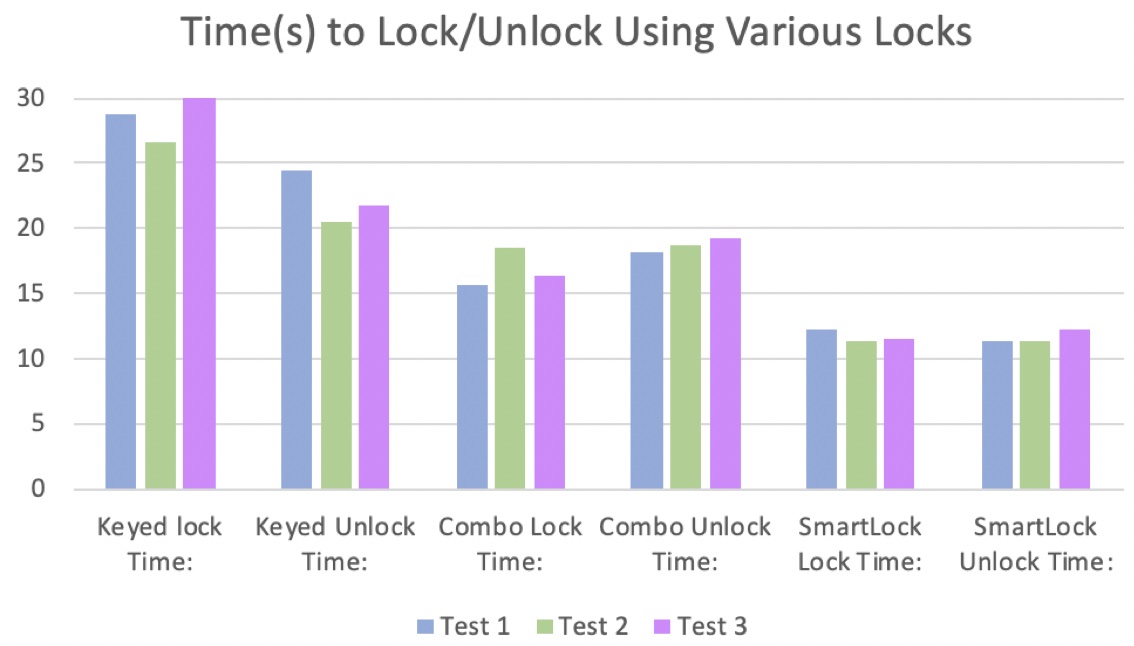 Time(s) to Lock/Unlock Using Various Locks
30
25
20
15
10
5
0
Keyed lock Time:
Keyed Unlock Time:
Combo Lock Time:
Combo Unlock Time:
SmartLock Lock Time:
SmartLock Unlock Time:
Test 1
Test 2
Test 3